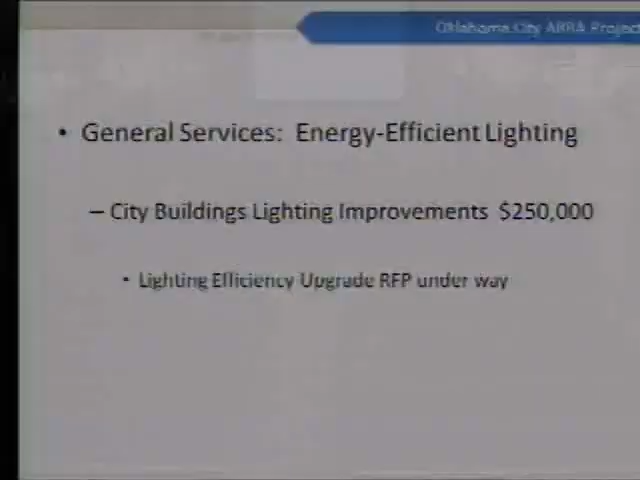 Oklahoma City ARRA Project
• General Services: Energy-Efficient Lighting
– City Buildings Lighting Improvements $250,000
• Lighting Efficiency Upgrade RFP under way